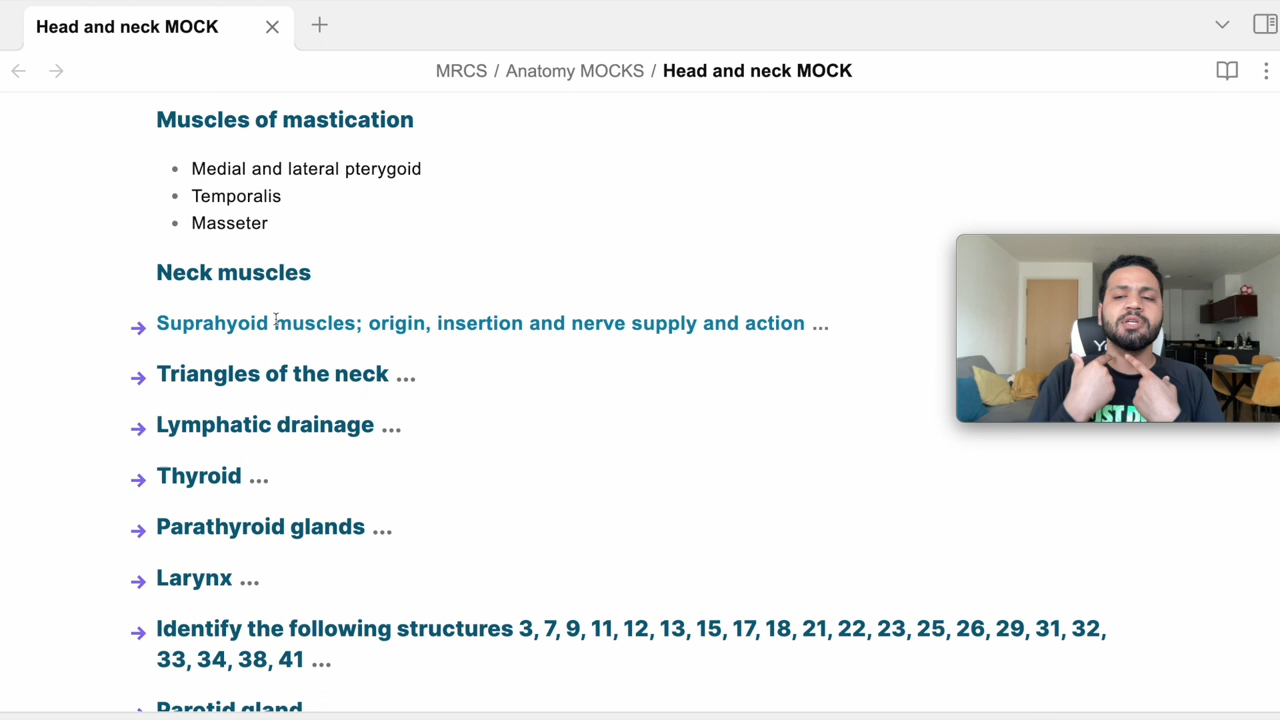 Head and neck MOCK
MRCS / Anatomy MOCKS / Head and neck MOCK
Muscles of mastication
Medial and lateral pterygoid
Temporalis
Masseter
Neck muscles
Suprahyoid muscles; origin, insertion and nerve supply and action ...
Triangles of the neck ...
Lymphatic drainage ...
Thyroid ...
Parathyroid glands ...
Larynx ...
Identify the following structures 3, 7, 9, 11, 12, 13, 15, 17, 18, 21, 22, 23, 25, 26, 29, 31, 32,
33, 34, 38, 41 ...
Parotid gland